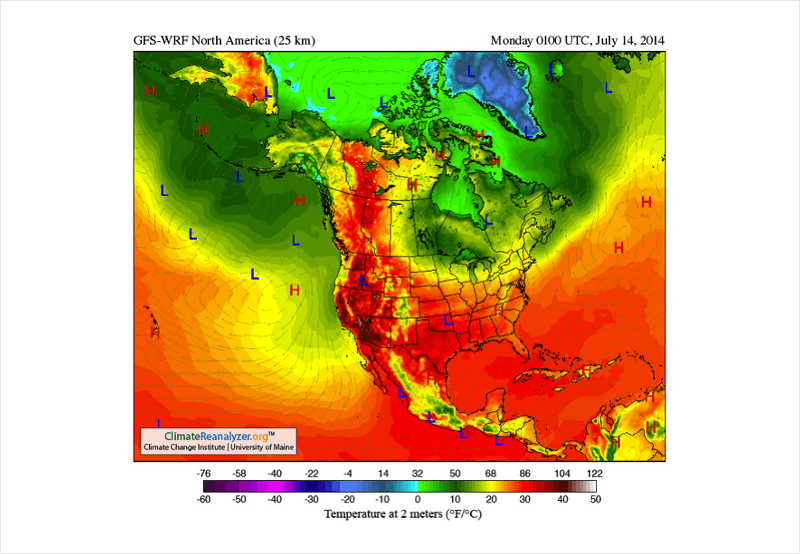 GFS-WRF North America (25 km) Monday 0100 UTC, July 14, 2014
H L L L L L L
H L H H H
L L H H L H
L L H
L H L
H L H
H
L L
L L H
L L H H
ClimateReanalyzer.org™
Climate Change Institute | University of Maine
-76 -58 -40 -22 -4 14 32 50 68 86 104 122
-60 -50 -40 -30 -20 -10 0 10 20 30 40 50
Temperature at 2 meters (°F/°C)